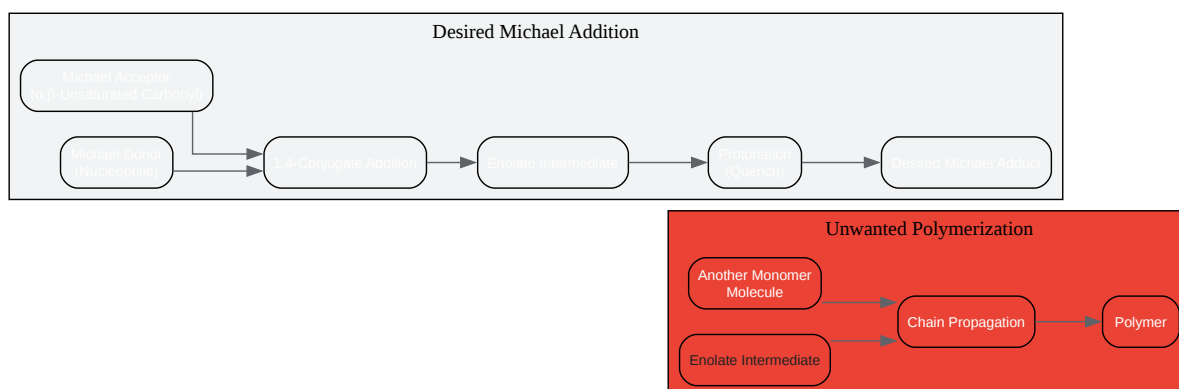 Desired Michael Addition
Michael Acceptor
(α,β-Unsaturated Carbonyl)
Michael Donor
(Nucleophile)
1,4-Conjugate Addition
Enolate Intermediate
Protonation
(Quench)
Desired Michael Adduct
Unwanted Polymerization
Another Monomer
Molecule
Enolate Intermediate
Chain Propagation
Polymer